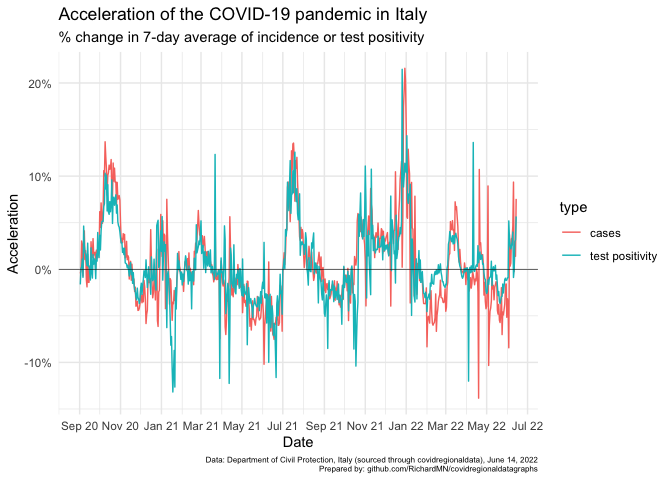 Acceleration of the COVID-19 pandemic in Italy
% change in 7-day average of incidence or test positivity
Acceleration
20%
10%
0%
-10%
Sep 20 Nov 20 Jan 21 Mar 21 May 21 Jul 21 Sep 21 Nov 21 Jan 22 Mar 22 May 22 Jul 22
Date
type
cases
test positivity
Data: Department of Civil Protection, Italy (sourced through covidregionaldata), June 14, 2022
Prepared by: github.com/RichardMN/covidregionaldatagraphs